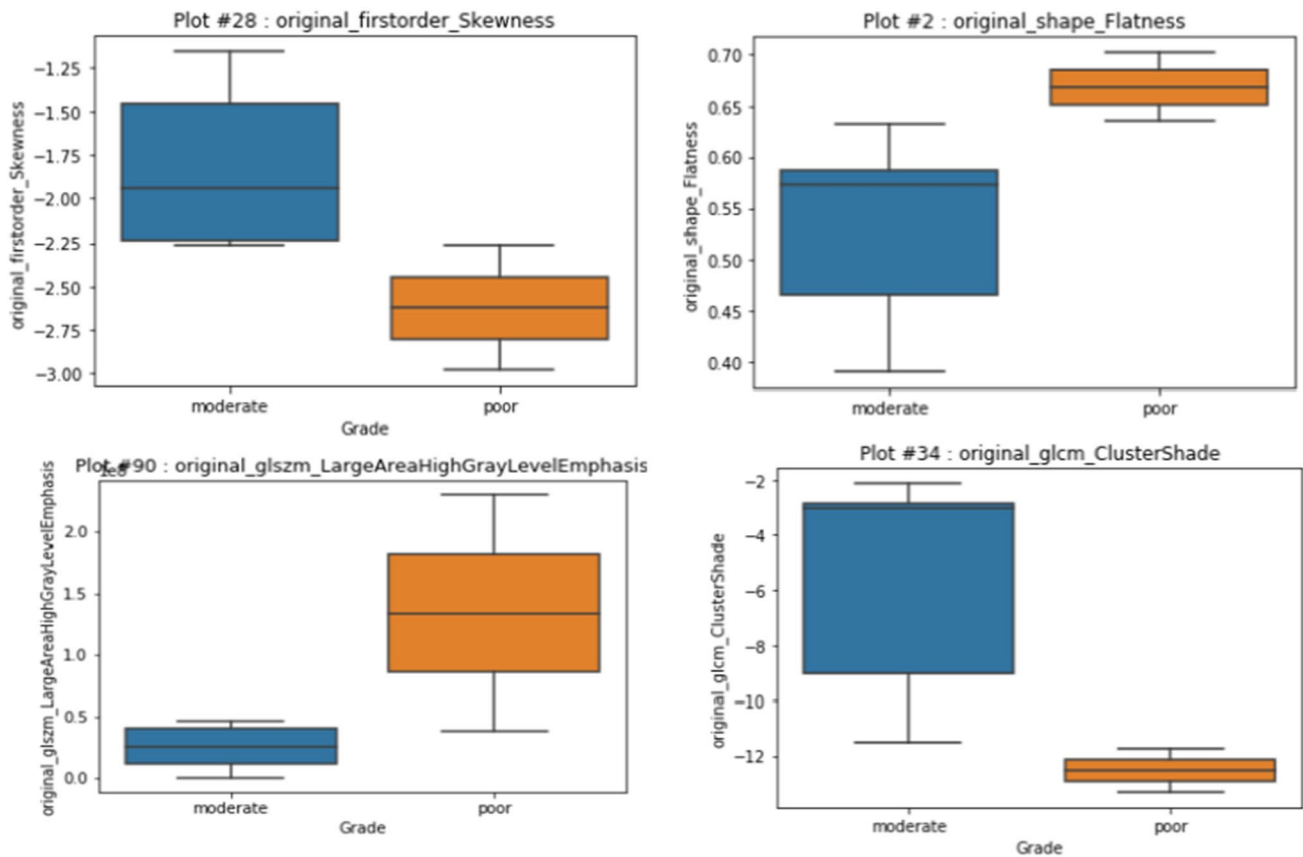 Plot #28 : original_firstorder_Skewness
original_firstorder_Skewness
−1.25
−1.50
−1.75
−2.00
−2.25
−2.50
−2.75
−3.00
moderate
poor
Grade
Plot #2 : original_shape_Flatness
original_shape_Flatness
0.70
0.65
0.60
0.55
0.50
0.45
0.40
moderate
poor
Plot #90 : original_glszm_LargeAreaHighGrayLevelEmphasis
original_glszm_LargeAreaHighGrayLevelEmphasis
2.0
1.5
1.0
0.5
0.0
moderate
poor
Grade
Plot #34 : original_glcm_ClusterShade
original_glcm_ClusterShade
−2
−4
−6
−8
−10
−12
moderate
poor
Grade